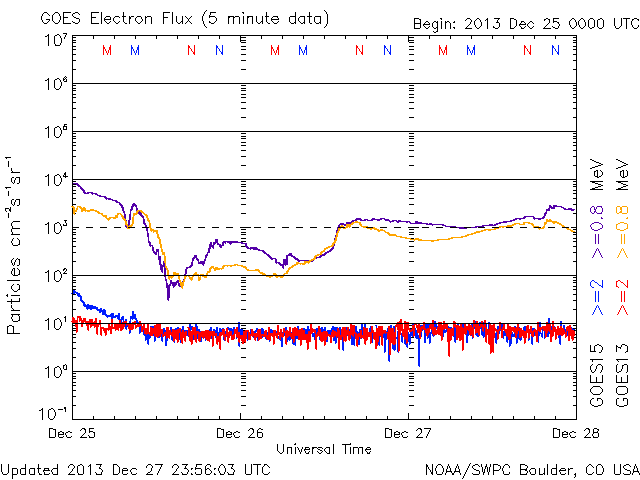 GOES Electron Flux (5 minute data)
Begin: 2013 Dec 25 0000 UTC
M M N N M M N N M M N N
10⁷
10⁶
10⁵
10⁴
10³
10²
10¹
10⁰
10⁻¹
Particles cm⁻²s⁻¹sr⁻¹
GOES15 >=2 >=0.8 MeV
GOES13 >=2 >=0.8 MeV
Dec 25 Dec 26 Dec 27 Dec 28
Universal Time
Updated 2013 Dec 27 23:56:03 UTC
NOAA/SWPC Boulder, CO USA